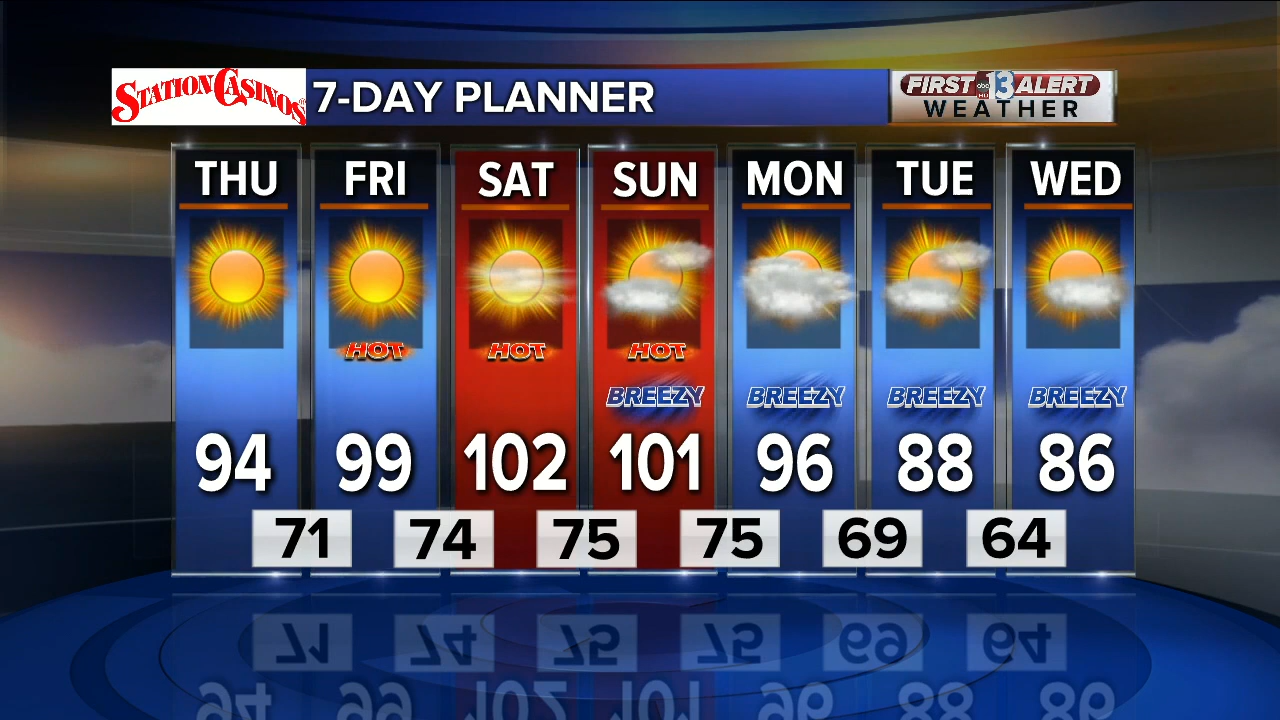 STATION CASINOS 7-DAY PLANNER FIRST abc 13 ALERT
WEATHER
THU FRI SAT SUN MON TUE WED
HOT HOT HOT
BREEZY BREEZY BREEZY BREEZY
94 99 102 101 96 88 86
71 74 75 75 69 64